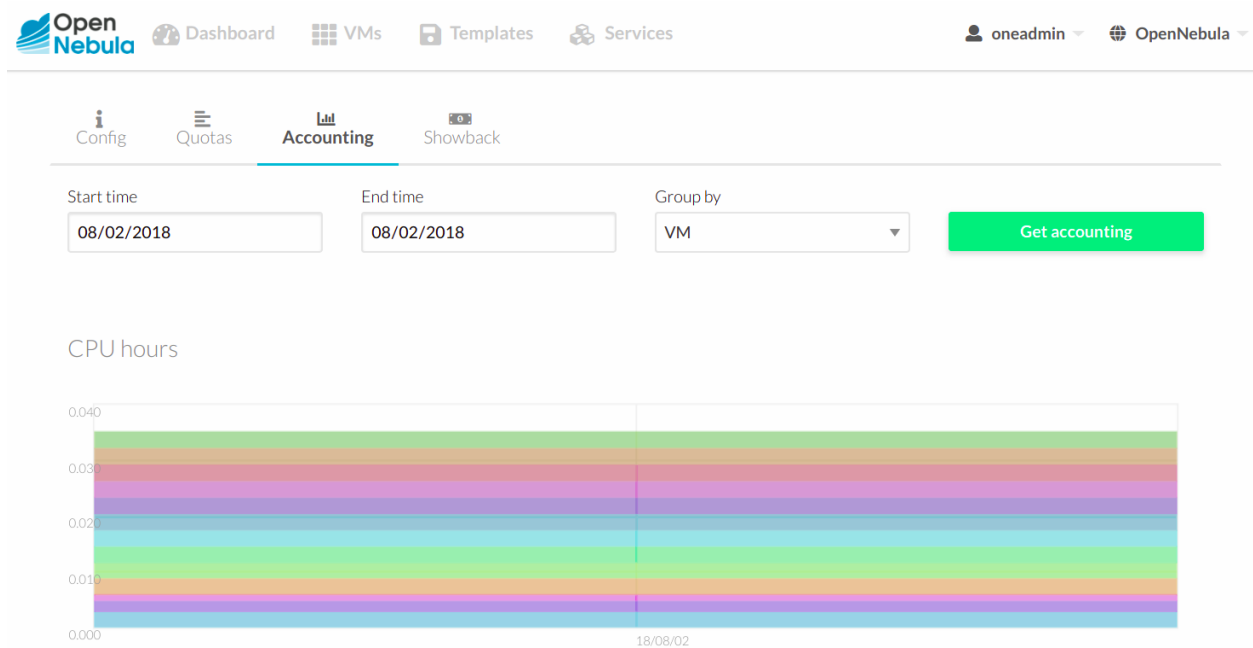 Open
Nebula
Dashboard
VMs
Templates
Services
oneadmin
OpenNebula
Config
Quotas
Accounting
Showback
Start time
End time
Group by
08/02/2018
08/02/2018
VM
Get accounting
CPU hours
0.040
0.030
0.020
0.010
0.000
18/08/02